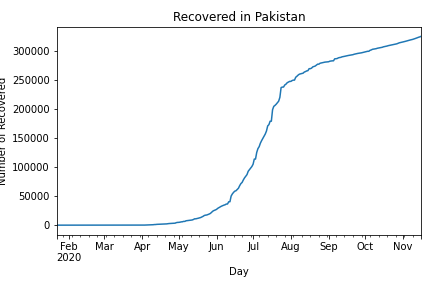 Recovered in Pakistan
Number of Recovered
300000
250000
200000
150000
100000
50000
0
Feb Mar Apr May Jun Jul Aug Sep Oct Nov
2020
Day